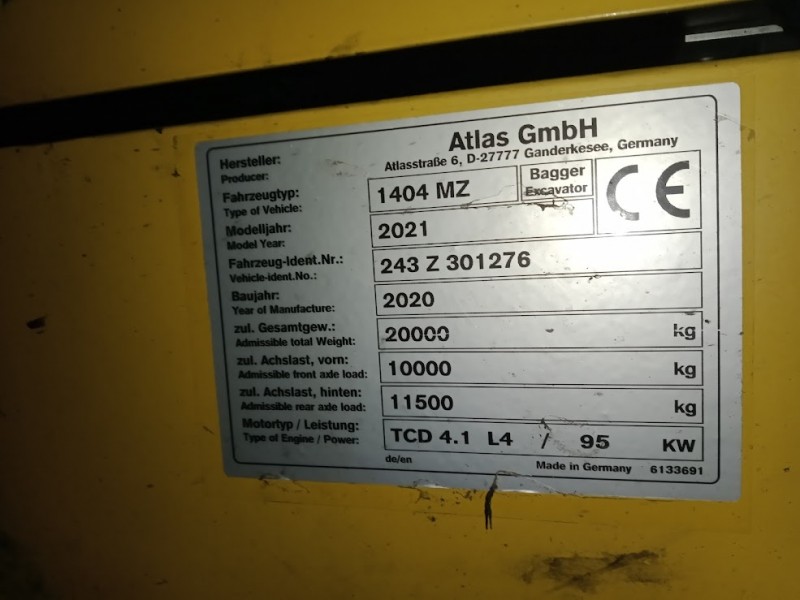 Hersteller:
Producer:
Atlas GmbH
Atlasstraße 6, D-27777 Ganderkesee, Germany
Fahrzeugtyp:
Type of Vehicle:
1404 MZ
Bagger
Excavator
CE
Modelljahr:
Model Year:
2021
Fahrzeug-Ident.Nr.:
Vehicle-ident.No.:
243 Z 301276
Baujahr:
Year of Manufacture:
2020
zul. Gesamtgew.:
Admissible total Weight:
20000 kg
zul. Achslast, vorn:
Admissible front axle load:
10000 kg
zul. Achslast, hinten:
Admissible rear axle load:
11500 kg
Motortyp / Leistung:
Type of Engine / Power:
TCD 4.1 L4 / 95 KW
de/en Made in Germany 6133691